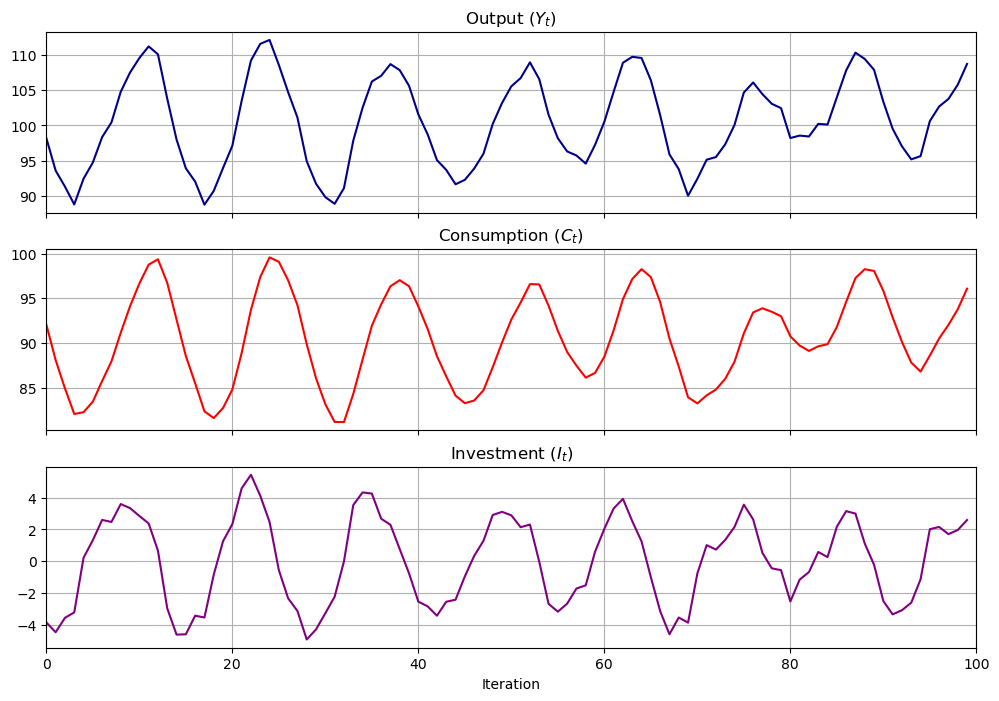 Output (Y_t)
110
105
100
95
90
Consumption (C_t)
100
95
90
85
Investment (I_t)
4
2
0
−2
−4
0 20 40 60 80 100
Iteration